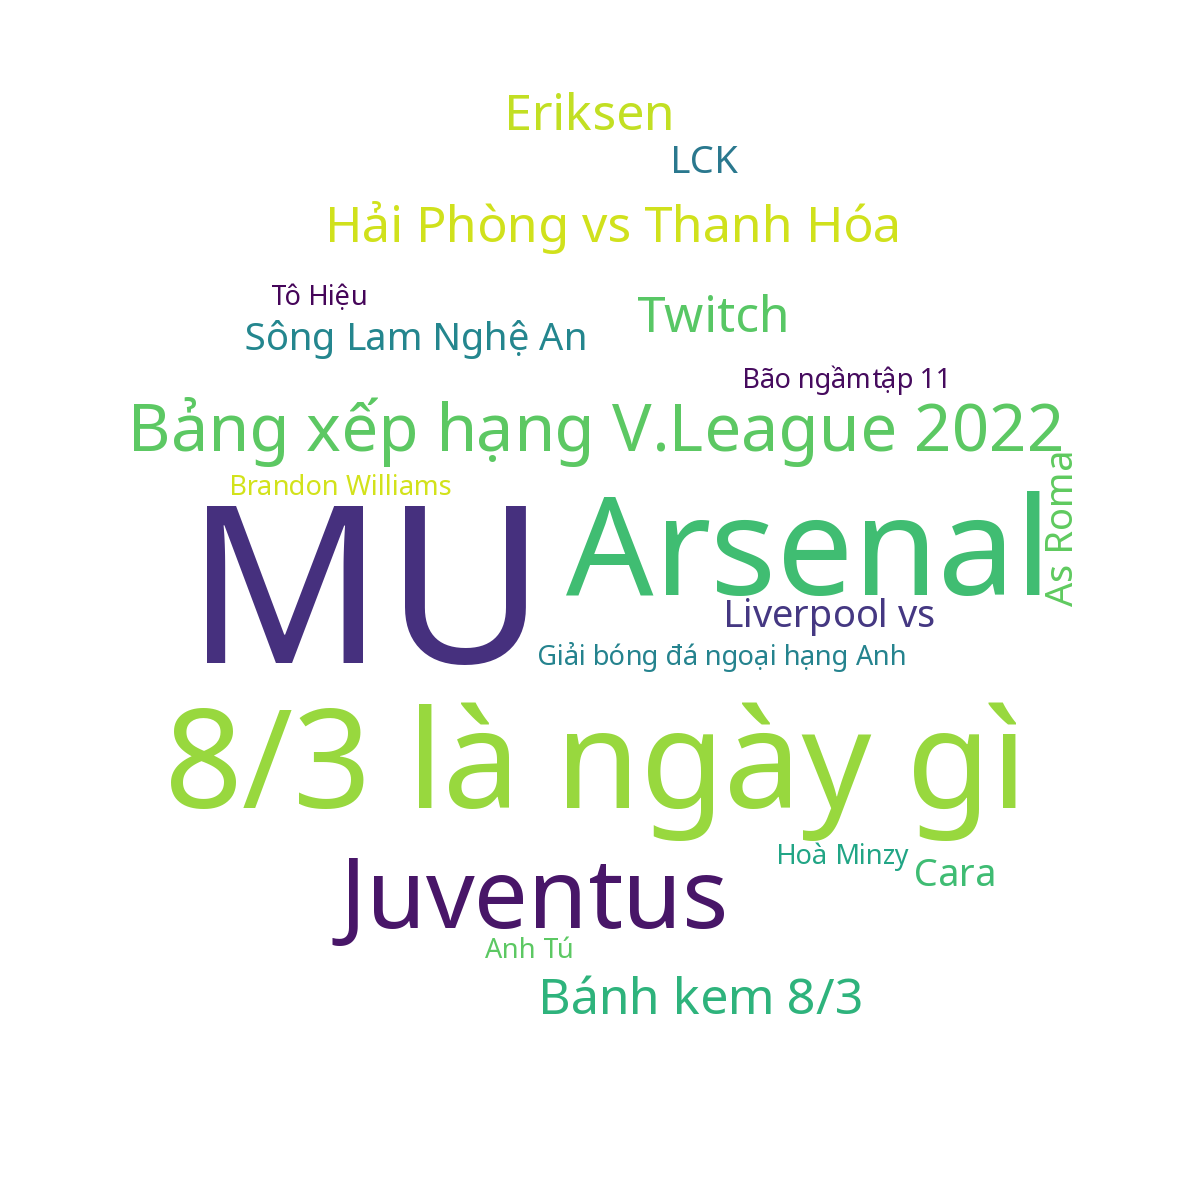 Eriksen
LCK
Hải Phòng vs Thanh Hóa
Tô Hiệu
Twitch
Sông Lam Nghệ An
Bão ngầmtập 11
Bảng xếp hạng V.League 2022
As Roma
Brandon Williams
MU
Arsenal
Liverpool vs
Giải bóng đá ngoại hạng Anh
8/3 là ngày gì
Hoà Minzy
Juventus
Cara
Anh Tú
Bánh kem 8/3